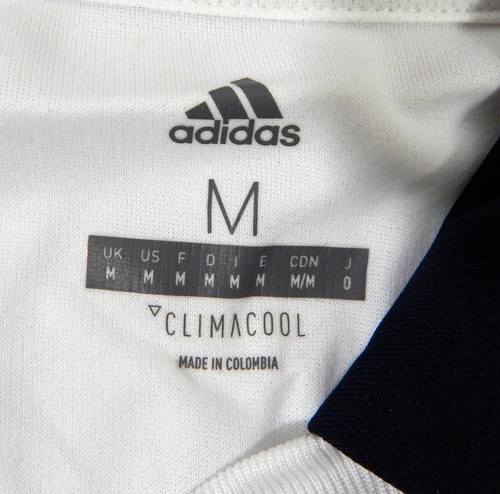 adidas
M
UK US F D I E CDN J
M M M M M M M/M O
CLIMACOOL
MADE IN COLOMBIA